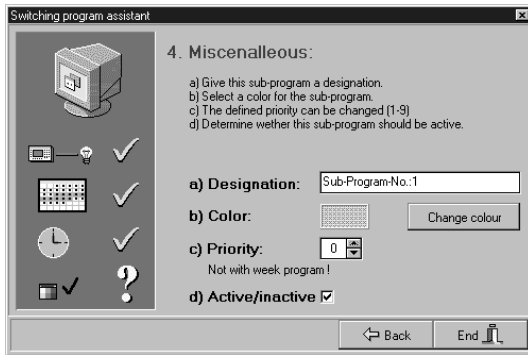 Switching program assistant
4. Miscenalleous:
a) Give this sub-program a designation.
b) Select a color for the sub-program.
c) The defined priority can be changed (1-9)
d) Determine wether this sub-program should be active.
a) Designation: Sub-Program-No.:1
b) Color: Change colour
c) Priority: 0
Not with week program !
d) Active/inactive
Back End